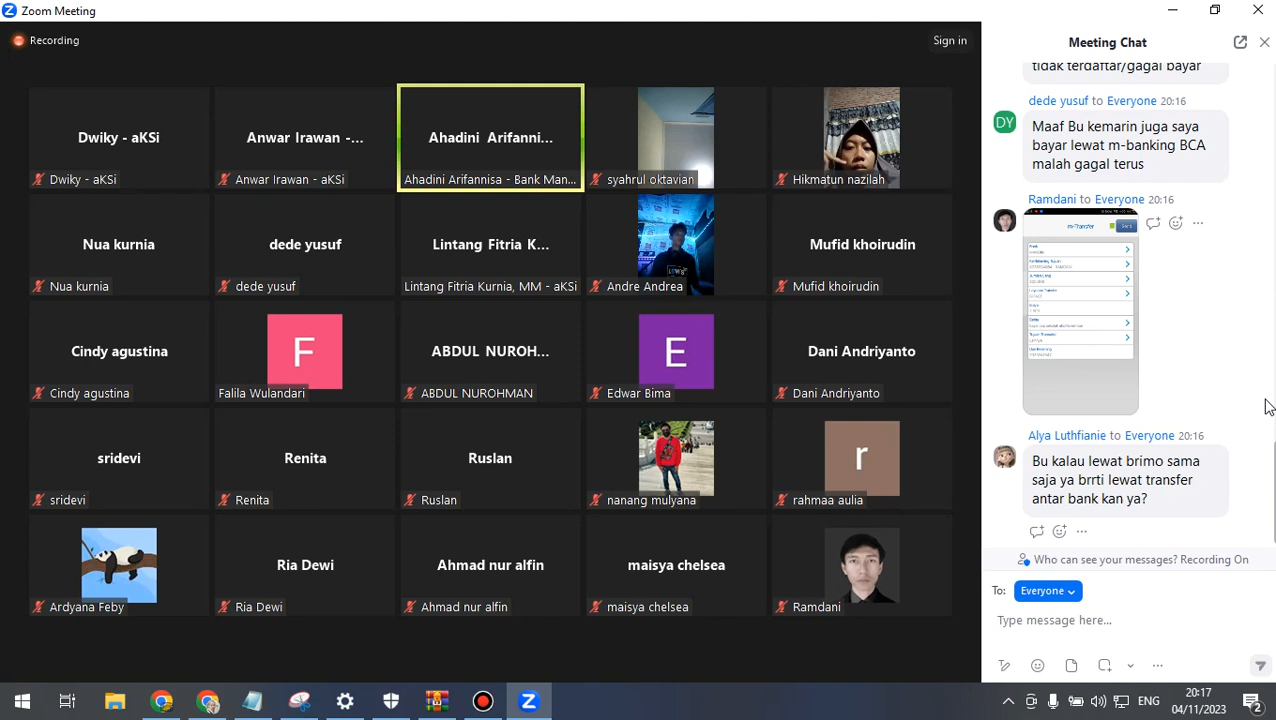 Zoom Meeting
Recording
Sign in
Dwiky - aKSi
Dwiky - aKSi
Anwar Irawan -...
Anwar Irawan - aKSi
Ahadini Arifanni...
Ahadini Arifannisa - Bank Man...
syahrul oktavian
Hikmatun nazilah
Nua kurnia
Nua kurnia
dede yusuf
dede yusuf
Lintang Fitria K...
Lintang Fitria Kurnia, MM - aKSI
Andre Andrea
Mufid khoirudin
Mufid khoirudin
Cindy agustina
Cindy agustina
F
Falila Wulandari
ABDUL NUROH...
ABDUL NUROHMAN
E
Edwar Bima
Dani Andriyanto
Dani Andriyanto
sridevi
sridevi
Renita
Renita
Ruslan
Ruslan
nanang mulyana
r
rahmaa aulia
Ardyana Feby
Ria Dewi
Ria Dewi
Ahmad nur alfin
Ahmad nur alfin
maisya chelsea
maisya chelsea
Ramdani
Meeting Chat
tidak terdaftar/gagal bayar
dede yusuf to Everyone 20:16
DY
Maaf Bu kemarin juga saya
bayar lewat m-banking BCA
malah gagal terus
Ramdani to Everyone 20:16
m-Transfer
Send
Alya Luthfianie to Everyone 20:16
Bu kalau lewat brimo sama
saja ya brrti lewat transfer
antar bank kan ya?
Who can see your messages? Recording On
To: Everyone
Type message here...
ENG
20:17
04/11/2023
2